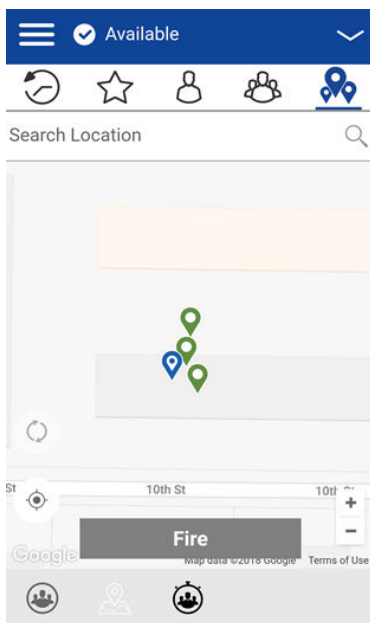 Available
Search Location
St
10th St
10th St
+
Fire
−
Google
Map data ©2018 Google
Terms of Use